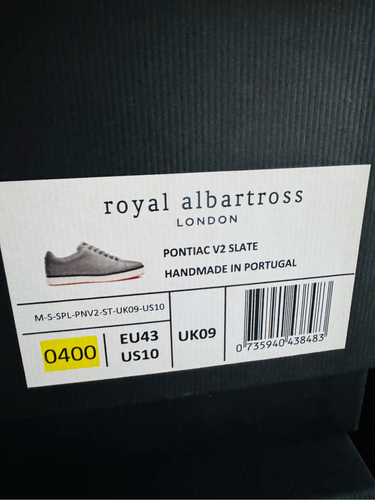 royal albartross
LONDON
PONTIAC V2 SLATE
HANDMADE IN PORTUGAL
M-S-SPL-PNV2-ST-UK09-US10
0400
EU43
US10
UK09
0 735940 438483